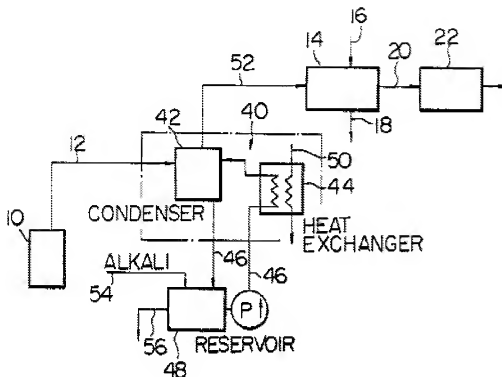 16
14
22
52
20
42
40
18
12
50
44
10
CONDENSER
HEAT
EXCHANGER
ALKALI
46
46
54
P
56
RESERVOIR
48